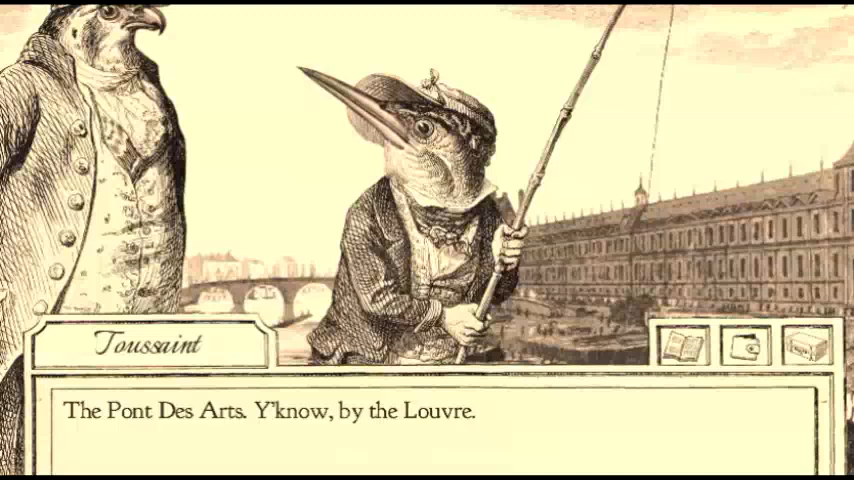 Toussaint
The Pont Des Arts. Y'know, by the Louvre.